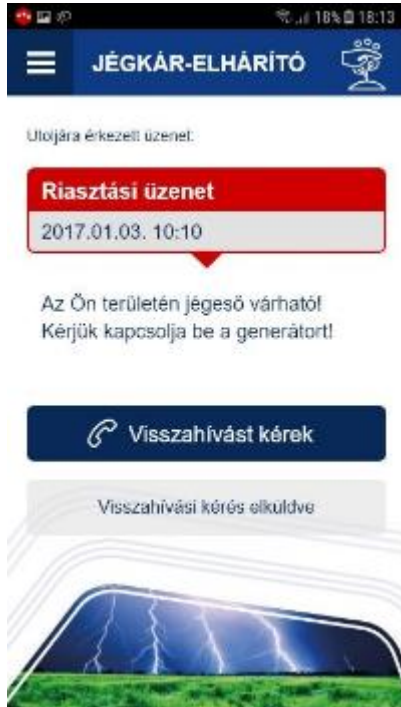 18% 18:13
JÉGKÁR-ELHÁRÍTÓ
Utoljára érkezett üzenet:
Riasztási üzenet
2017.01.03. 10:10
Az Ön területén jégeső várható!
Kérjük kapcsolja be a generátort!
Visszahívást kérek
Visszahívási kérés elküldve